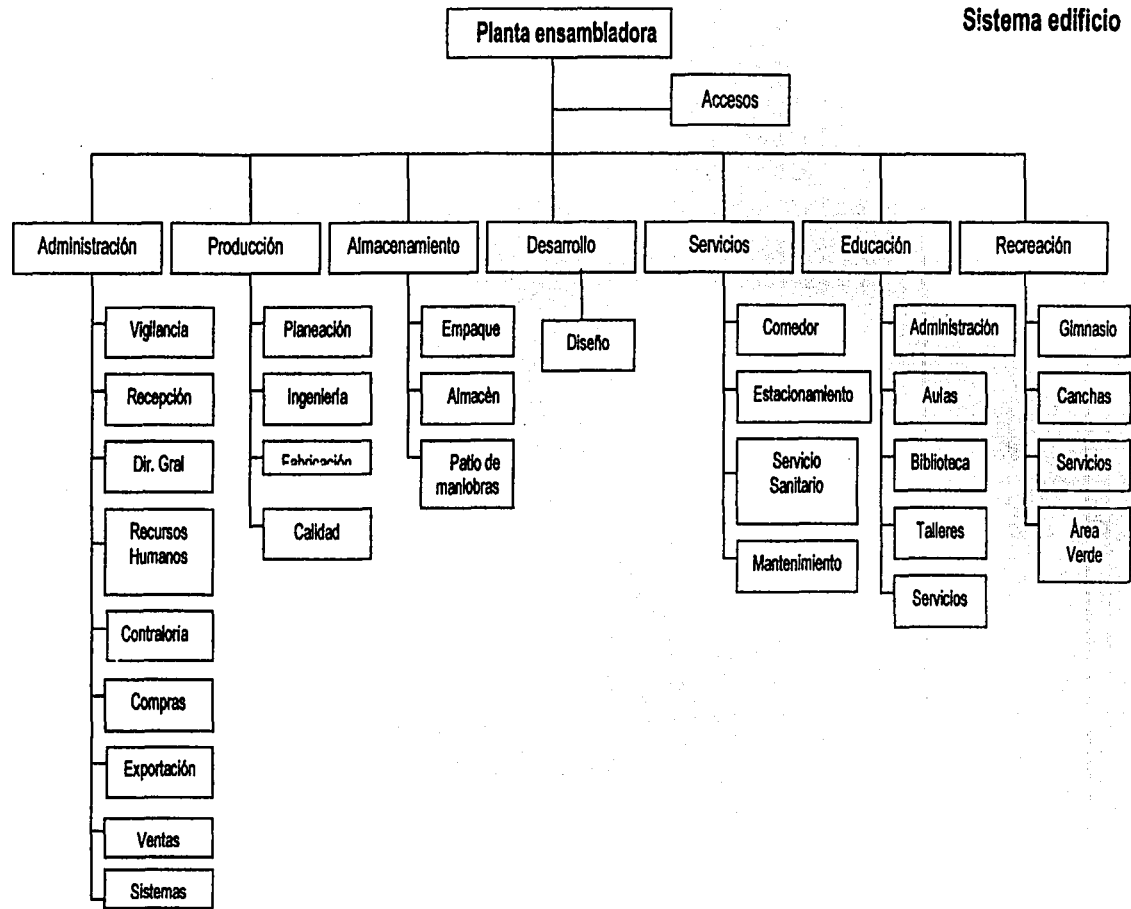 Sistema edificio
Planta ensambladora
Accesos
Administración
Producción
Almacenamiento
Desarrollo
Servicios
Educación
Recreación
Vigilancia
Recepción
Dir. Gral
Recursos
Humanos
Contraloría
Compras
Exportación
Ventas
Sistemas
Planeación
Ingeniería
Fabricación
Calidad
Empaque
Almacén
Patio de
maniobras
Diseño
Comedor
Estacionamiento
Servicio
Sanitario
Mantenimiento
Administración
Aulas
Biblioteca
Talleres
Servicios
Gimnasio
Canchas
Servicios
Área
Verde